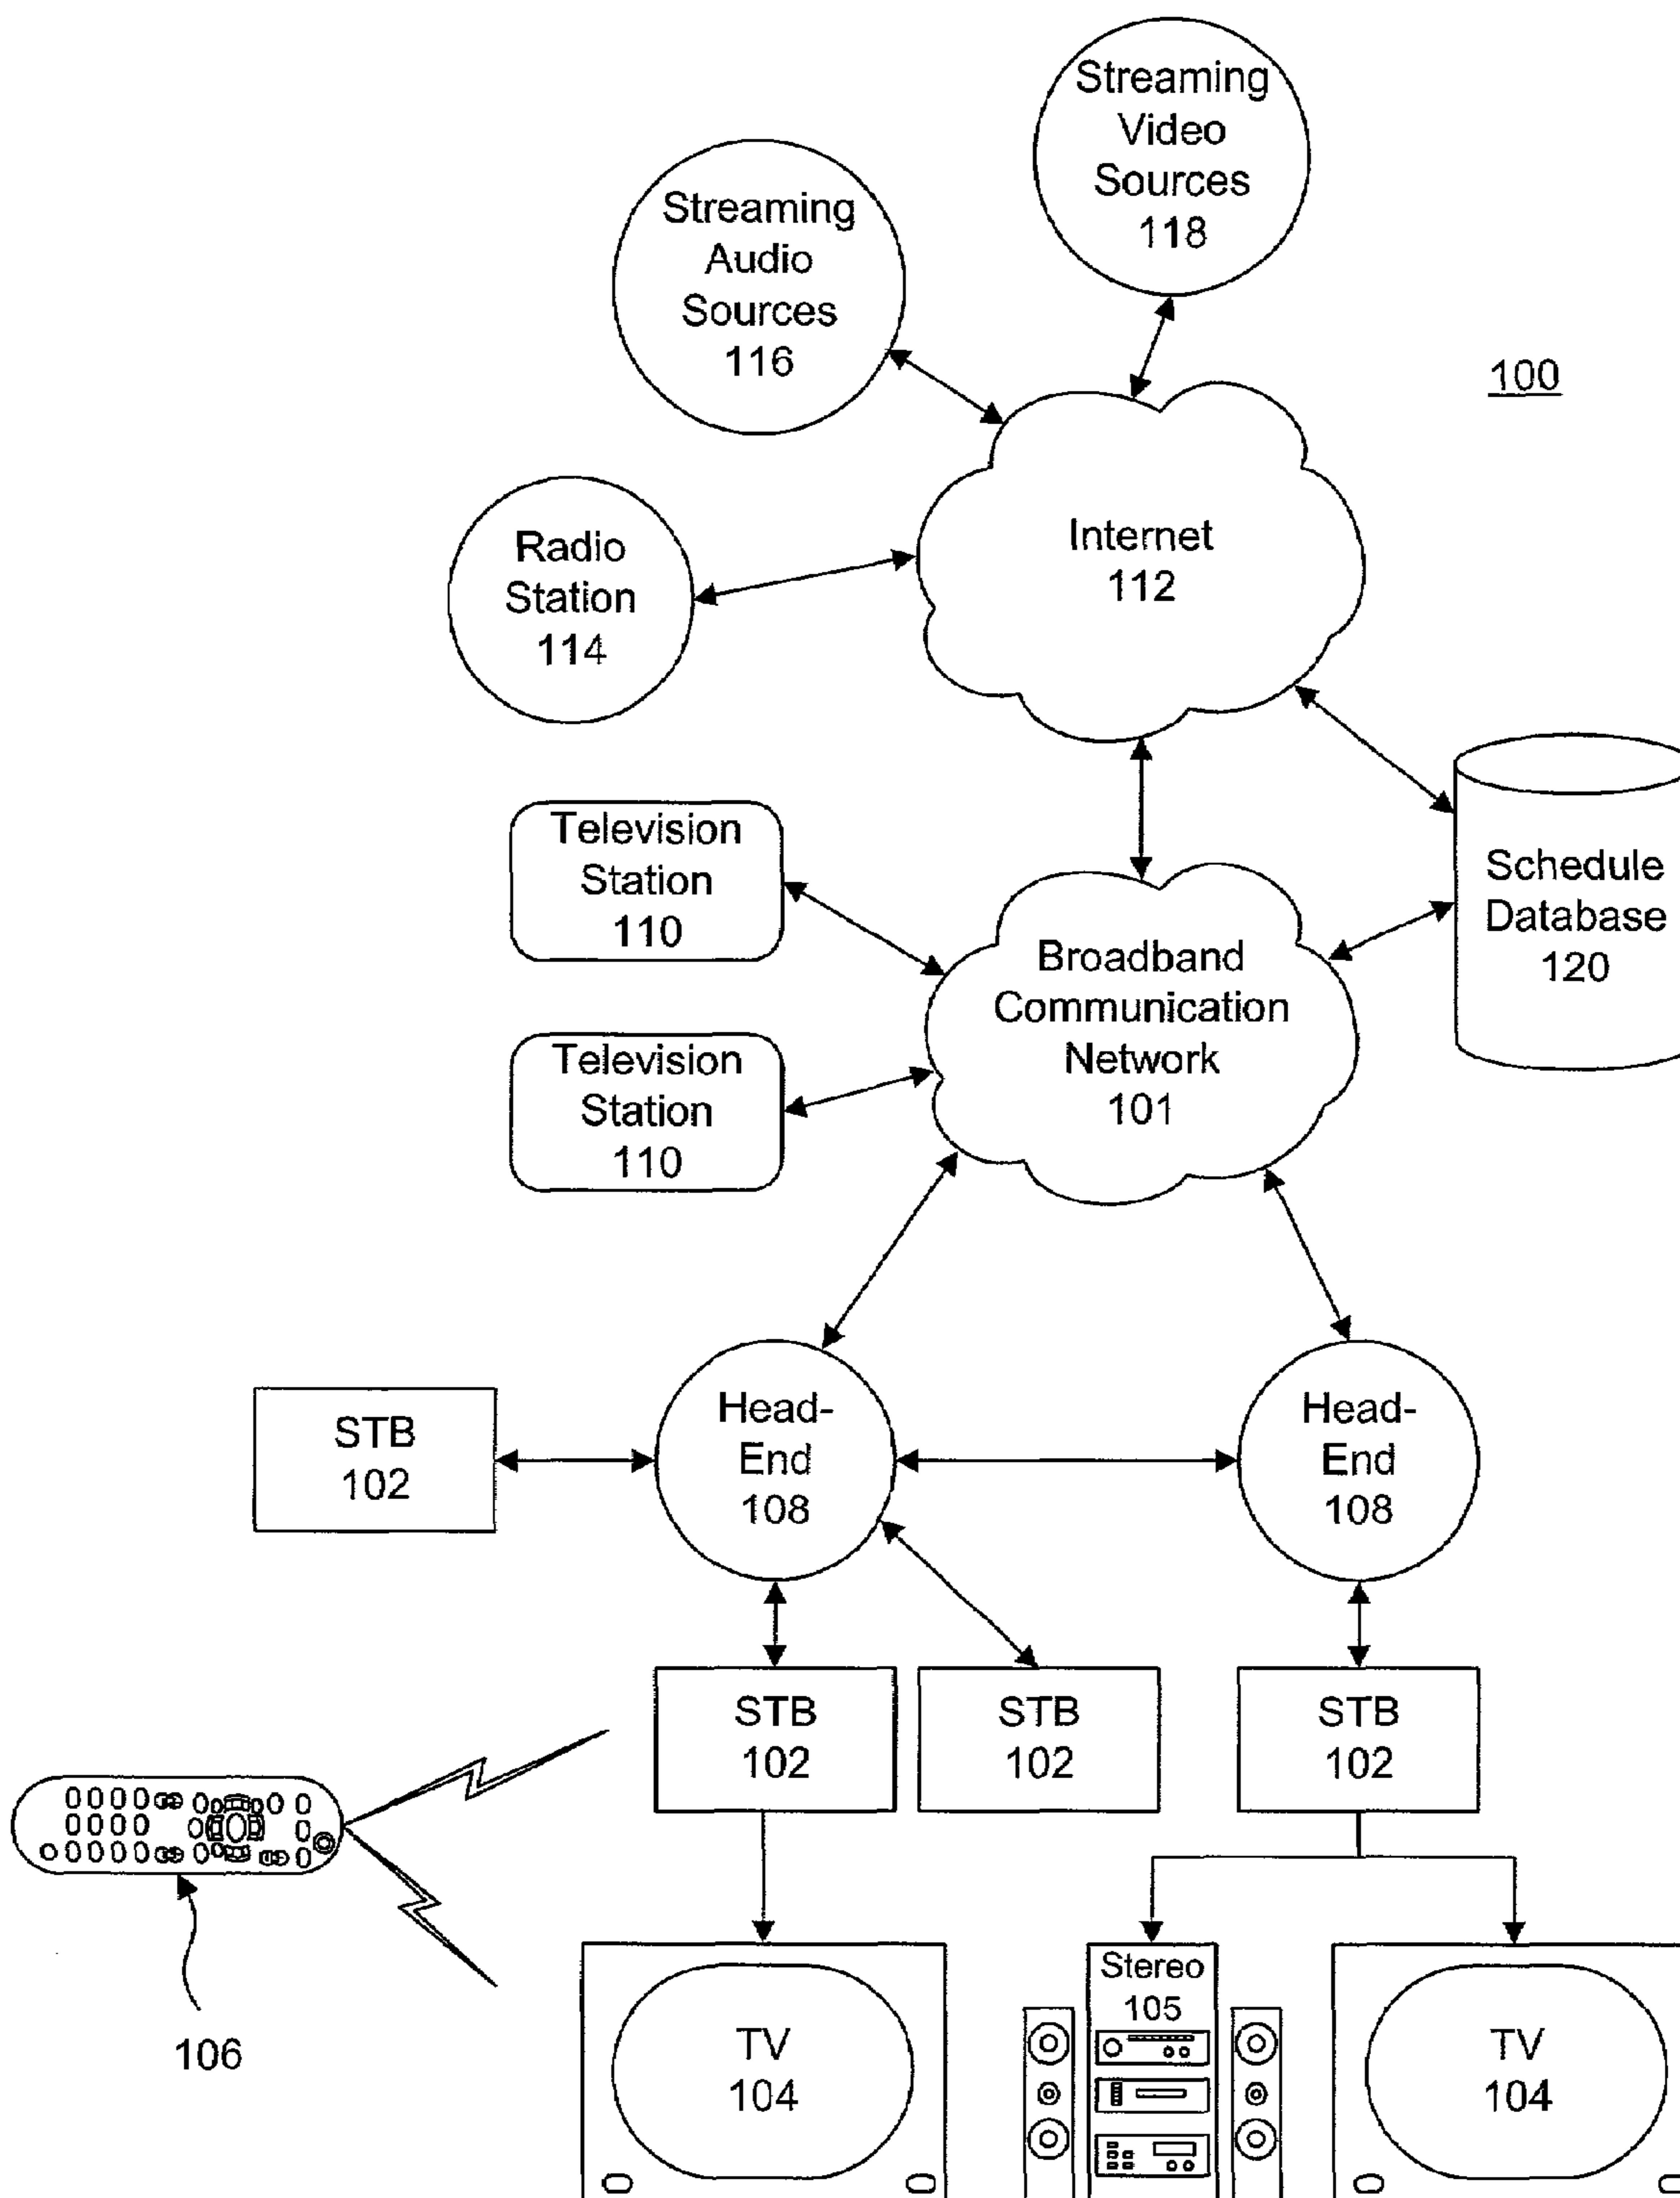 Streaming
Video
Sources
118
Streaming
Audio
Sources
116
100
Internet
112
Radio
Station
114
Television
Station
110
Schedule
Database
120
Broadband
Communication
Network
101
Television
Station
110
Head-
End
108
Head-
End
108
STB
102
STB
102
STB
102
STB
102
106
TV
104
Stereo
105
TV
104